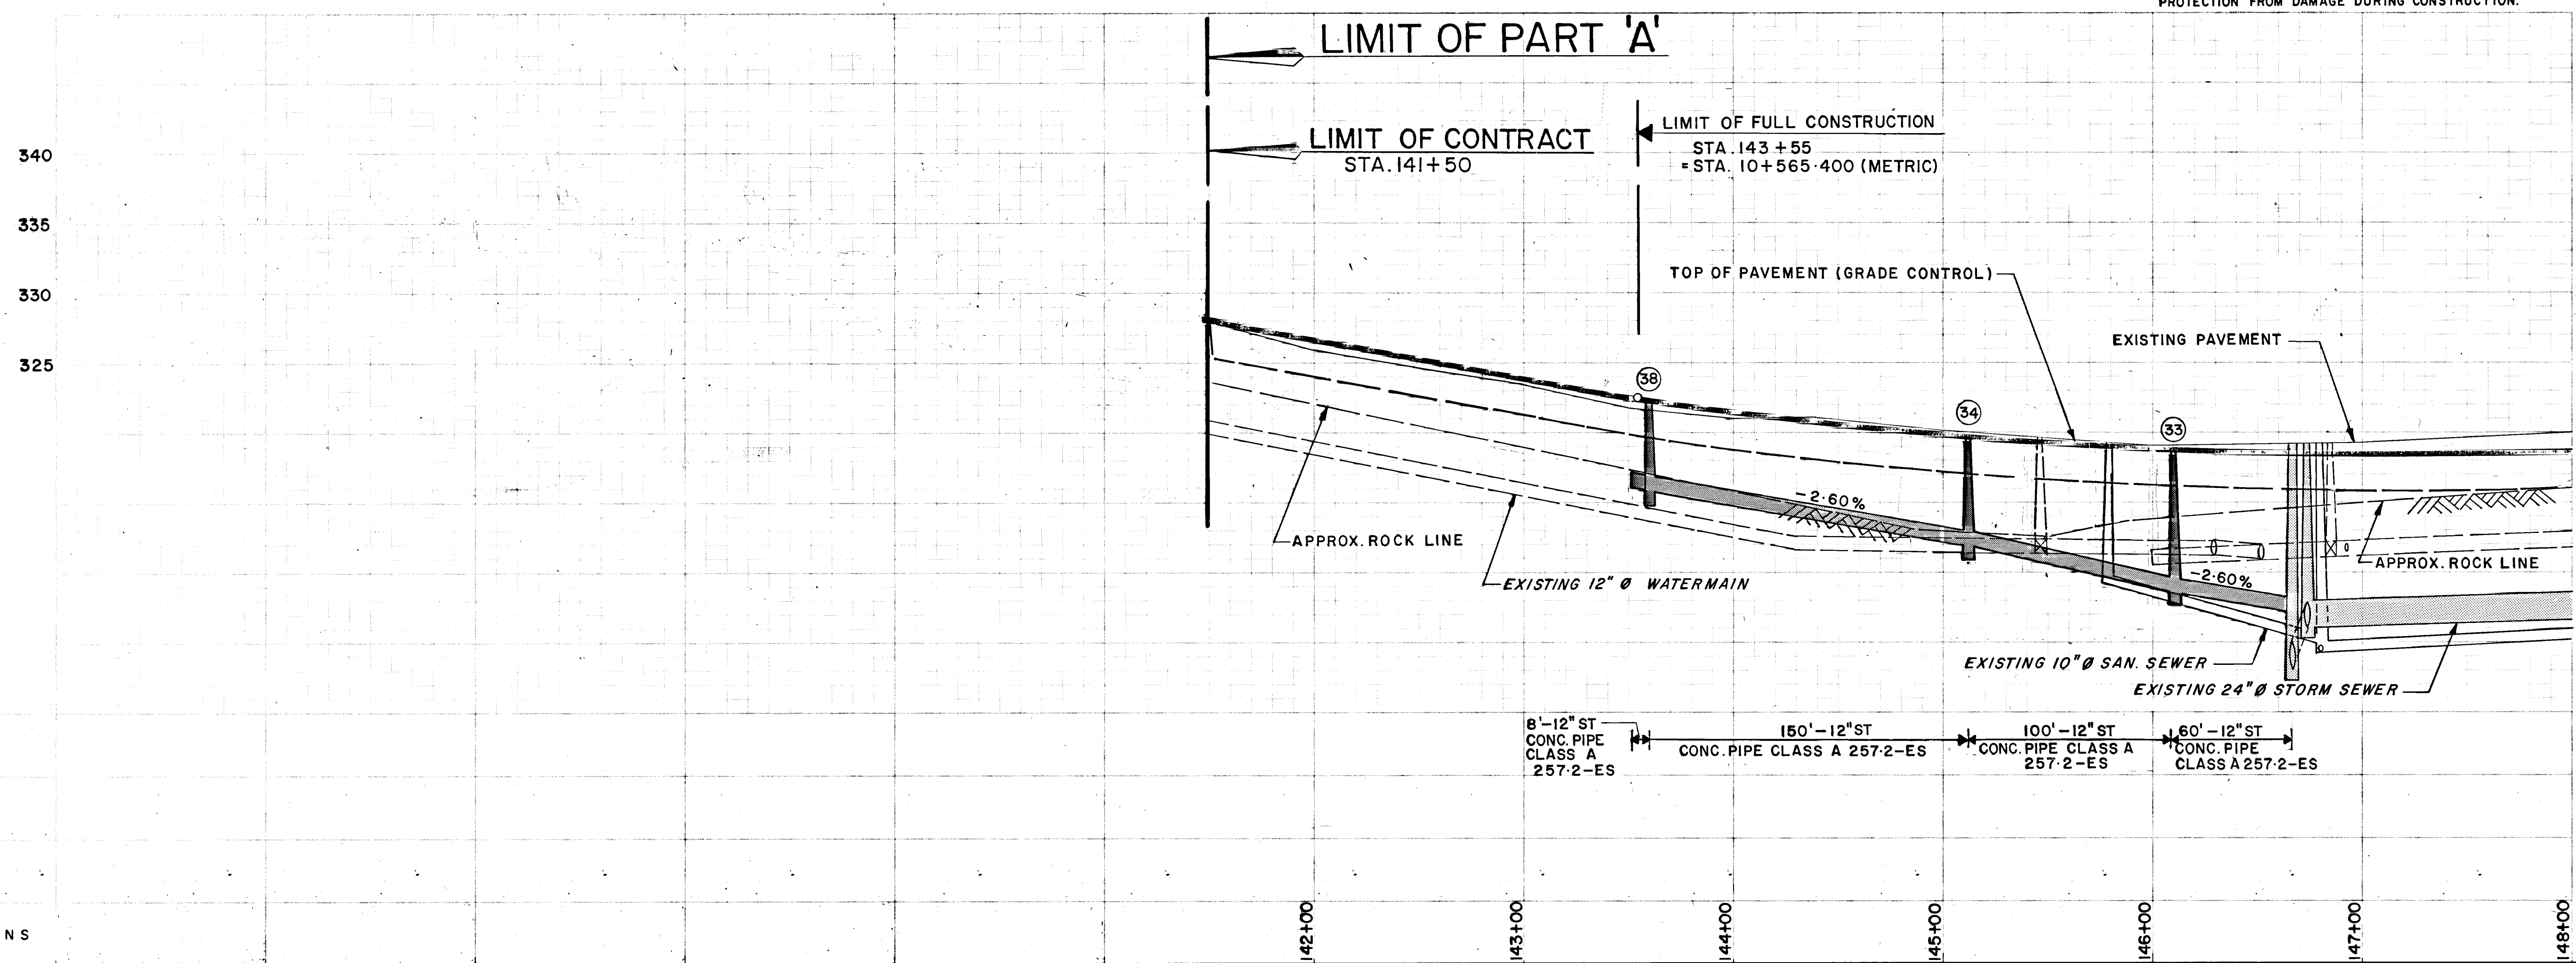 PROTECTION FROM DAMAGE DURING CONSTRUCTION.
LIMIT OF PART 'A'
LIMIT OF CONTRACT
STA. 141+50
LIMIT OF FULL CONSTRUCTION
STA. 143+55
= STA. 10+565·400 (METRIC)
340
335
330
325
TOP OF PAVEMENT (GRADE CONTROL)
EXISTING PAVEMENT
38
34
33
-2·60%
-2·60%
APPROX. ROCK LINE
EXISTING 12" Ø WATERMAIN
APPROX. ROCK LINE
EXISTING 10" Ø SAN. SEWER
EXISTING 24" Ø STORM SEWER
8'-12" ST
CONC. PIPE
CLASS A
257·2-ES
150'-12" ST
CONC. PIPE CLASS A 257·2-ES
100'-12" ST
CONC. PIPE CLASS A
257·2-ES
60'-12" ST
CONC. PIPE
CLASS A 257·2-ES
NS
142+00
143+00
144+00
145+00
146+00
147+00
148+00